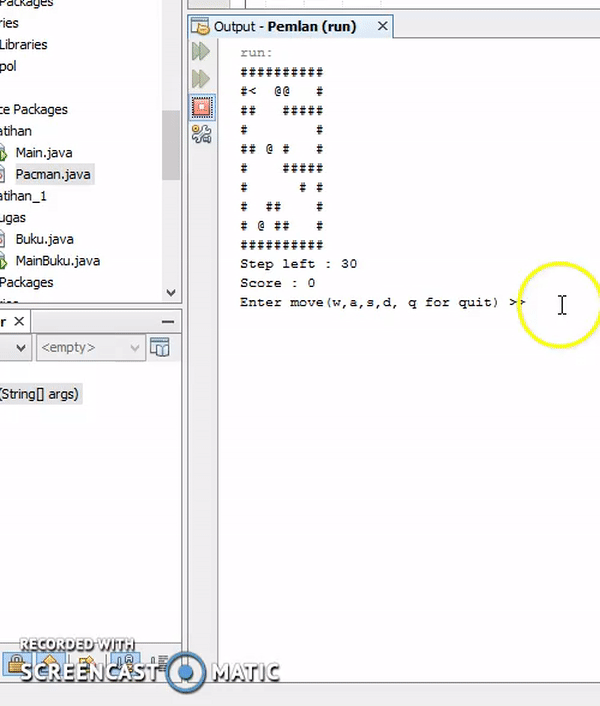 Packages
ries
Libraries
pol
ce Packages
atihan
Main.java
Pacman.java
atihan_1
ugas
Buku.java
MainBuku.java
Packages
r
<empty>
(String[] args)
Output - Pemlan (run)
run:
##########
#<  @@   #
##   #####
#        #
## @ #   #
#    #####
#      # #
#  ##    #
# @ ##   #
##########
Step left : 30
Score : 0
Enter move(w,a,s,d, q for quit) >>
RECORDED WITH
SCREENCAST MATIC